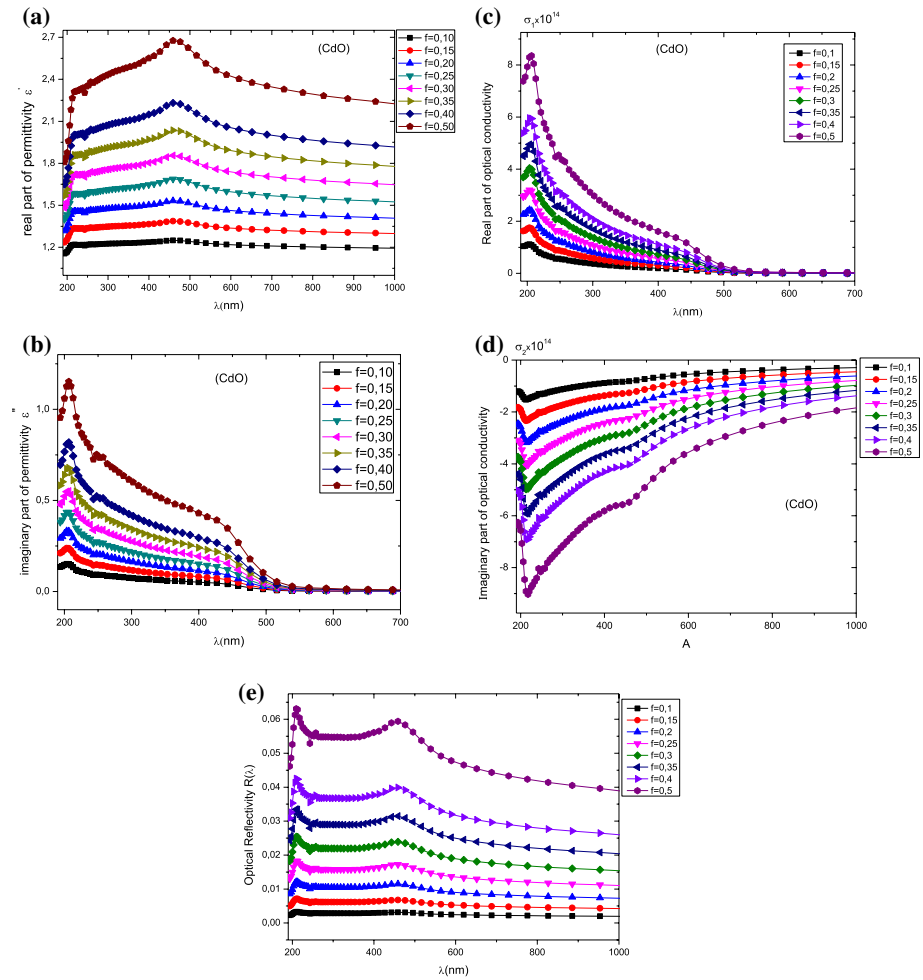 (a)
real part of permittivity ε'
2,7
2,4
2,1
1,8
1,5
1,2
(CdO)
f=0,10
f=0,15
f=0,20
f=0,25
f=0,30
f=0,35
f=0,40
f=0,50
200 300 400 500 600 700 800 900 1000
λ(nm)
(c)
σ₁x10¹⁴
Real part of optical conductivity
8
6
4
2
0
(CdO)
f=0,1
f=0,15
f=0,2
f=0,25
f=0,3
f=0,35
f=0,4
f=0,5
200 300 400 500 600 700
λ(nm)
(b)
imaginary part of permittivity ε"
1,0
0,5
0,0
(CdO)
f=0,10
f=0,15
f=0,20
f=0,25
f=0,30
f=0,35
f=0,40
f=0,50
200 300 400 500 600 700
λ(nm)
(d)
σ₂x10¹⁴
Imaginary part of optical conductivity
0
-2
-4
-6
-8
(CdO)
f=0,1
f=0,15
f=0,2
f=0,25
f=0,3
f=0,35
f=0,4
f=0,5
200 400 600 800 1000
A
(e)
Optical Reflectivity R(λ)
0,06
0,05
0,04
0,03
0,02
0,01
0,00
f=0,1
f=0,15
f=0,2
f=0,25
f=0,3
f=0,35
f=0,4
f=0,5
200 400 600 800 1000
λ(nm)